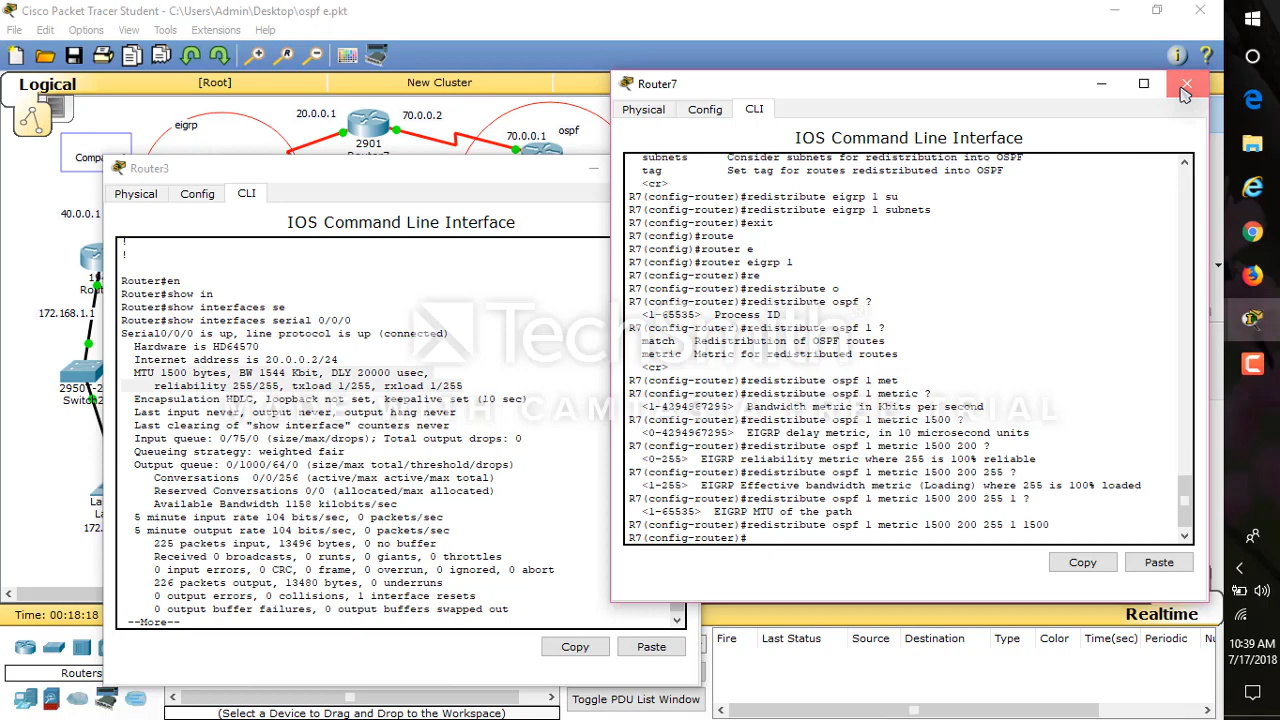 Cisco Packet Tracer Student - C:\Users\Admin\Desktop\ospf e.pkt
File Edit Options View Tools Extensions Help
Logical
[Root]
New Cluster
eigrp
20.0.0.1
70.0.0.2
ospf
2901
70.0.0.1
40.0.0.1
172.168.1.1
Router3
Physical
Config
CLI
IOS Command Line Interface
!
!
Router#en
Router#show in
Router#show interfaces se
Router#show interfaces serial 0/0/0
Serial0/0/0 is up, line protocol is up (connected)
Hardware is HD64570
Internet address is 20.0.0.2/24
MTU 1500 bytes, BW 1544 Kbit, DLY 20000 usec,
reliability 255/255, txload 1/255, rxload 1/255
Encapsulation HDLC, loopback not set, keepalive set (10 sec)
Last input never, output never, output hang never
Last clearing of "show interface" counters never
Input queue: 0/75/0 (size/max/drops); Total output drops: 0
Queueing strategy: weighted fair
Output queue: 0/1000/64/0 (size/max total/threshold/drops)
Conversations 0/0/256 (active/max active/max total)
Reserved Conversations 0/0 (allocated/max allocated)
Available Bandwidth 1158 kilobits/sec
5 minute input rate 104 bits/sec, 0 packets/sec
5 minute output rate 104 bits/sec, 0 packets/sec
225 packets input, 13496 bytes, 0 no buffer
Received 0 broadcasts, 0 runts, 0 giants, 0 throttles
0 input errors, 0 CRC, 0 frame, 0 overrun, 0 ignored, 0 abort
226 packets output, 13480 bytes, 0 underruns
0 output errors, 0 collisions, 1 interface resets
0 output buffer failures, 0 output buffers swapped out
--More--
Copy
Paste
Router7
Physical
Config
CLI
IOS Command Line Interface
subnets Consider subnets for redistribution into OSPF
tag Set tag for routes redistributed into OSPF
<cr>
R7(config-router)#redistribute eigrp 1 su
R7(config-router)#redistribute eigrp 1 subnets
R7(config-router)#exit
R7(config)#route
R7(config)#router e
R7(config)#router eigrp 1
R7(config-router)#re
R7(config-router)#redistribute o
R7(config-router)#redistribute ospf ?
<1-65535> Process ID
R7(config-router)#redistribute ospf 1 ?
match Redistribution of OSPF routes
metric Metric for redistributed routes
<cr>
R7(config-router)#redistribute ospf 1 met
R7(config-router)#redistribute ospf 1 metric ?
<1-4294967295> Bandwidth metric in Kbits per second
R7(config-router)#redistribute ospf 1 metric 1500 ?
<0-4294967295> EIGRP delay metric, in 10 microsecond units
R7(config-router)#redistribute ospf 1 metric 1500 200 ?
<0-255> EIGRP reliability metric where 255 is 100% reliable
R7(config-router)#redistribute ospf 1 metric 1500 200 255 ?
<1-255> EIGRP Effective bandwidth metric (Loading) where 255 is 100% loaded
R7(config-router)#redistribute ospf 1 metric 1500 200 255 1 ?
<1-65535> EIGRP MTU of the path
R7(config-router)#redistribute ospf 1 metric 1500 200 255 1 1500
R7(config-router)#
Copy
Paste
TechSmith
MADE WITH CAMTASIA FREE TRIAL
2950
Switch2
172.
Time: 00:18:18
Realtime
Routers
Toggle PDU List Window
(Select a Device to Drag and Drop to the Workspace)
Fire Last Status Source Destination Type Color Time(sec) Periodic
10:39 AM
7/17/2018